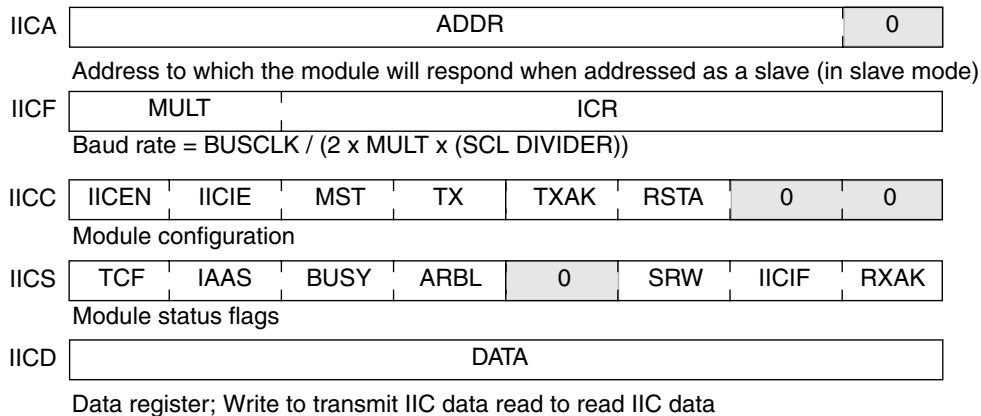 IICA ADDR 0
Address to which the module will respond when addressed as a slave (in slave mode)
IICF MULT ICR
Baud rate = BUSCLK / (2 x MULT x (SCL DIVIDER))
IICC IICEN IICIE MST TX TXAK RSTA 0 0
Module configuration
IICS TCF IAAS BUSY ARBL 0 SRW IICIF RXAK
Module status flags
IICD DATA
Data register; Write to transmit IIC data read to read IIC data